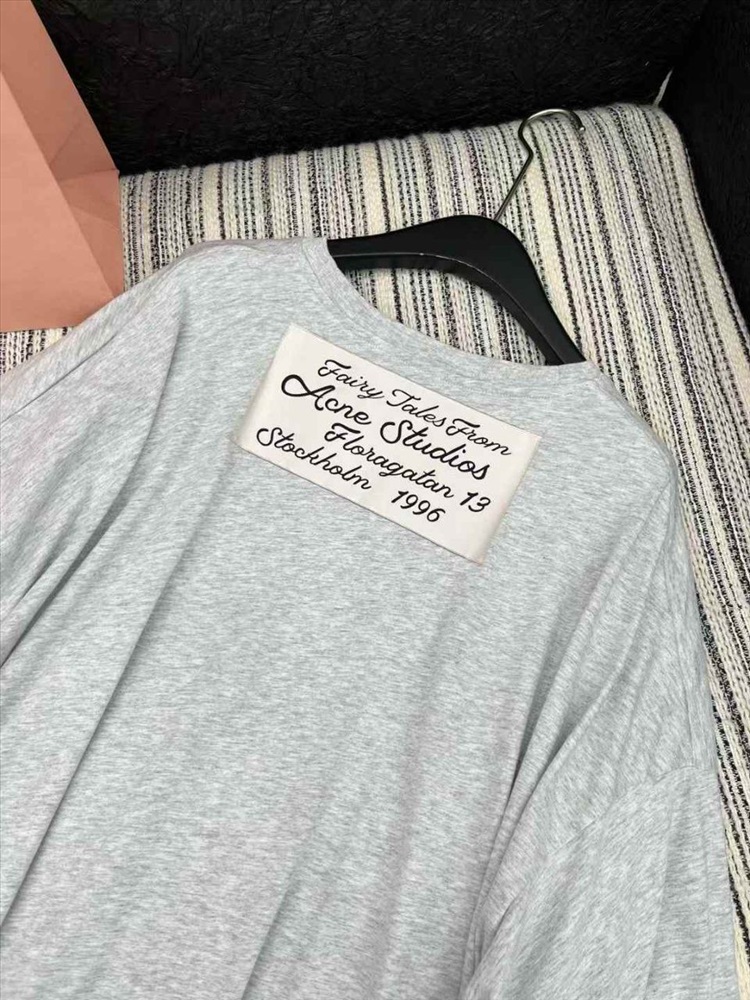 Fairy Tales From
Acne Studios
Floragatan 13
Stockholm 1996